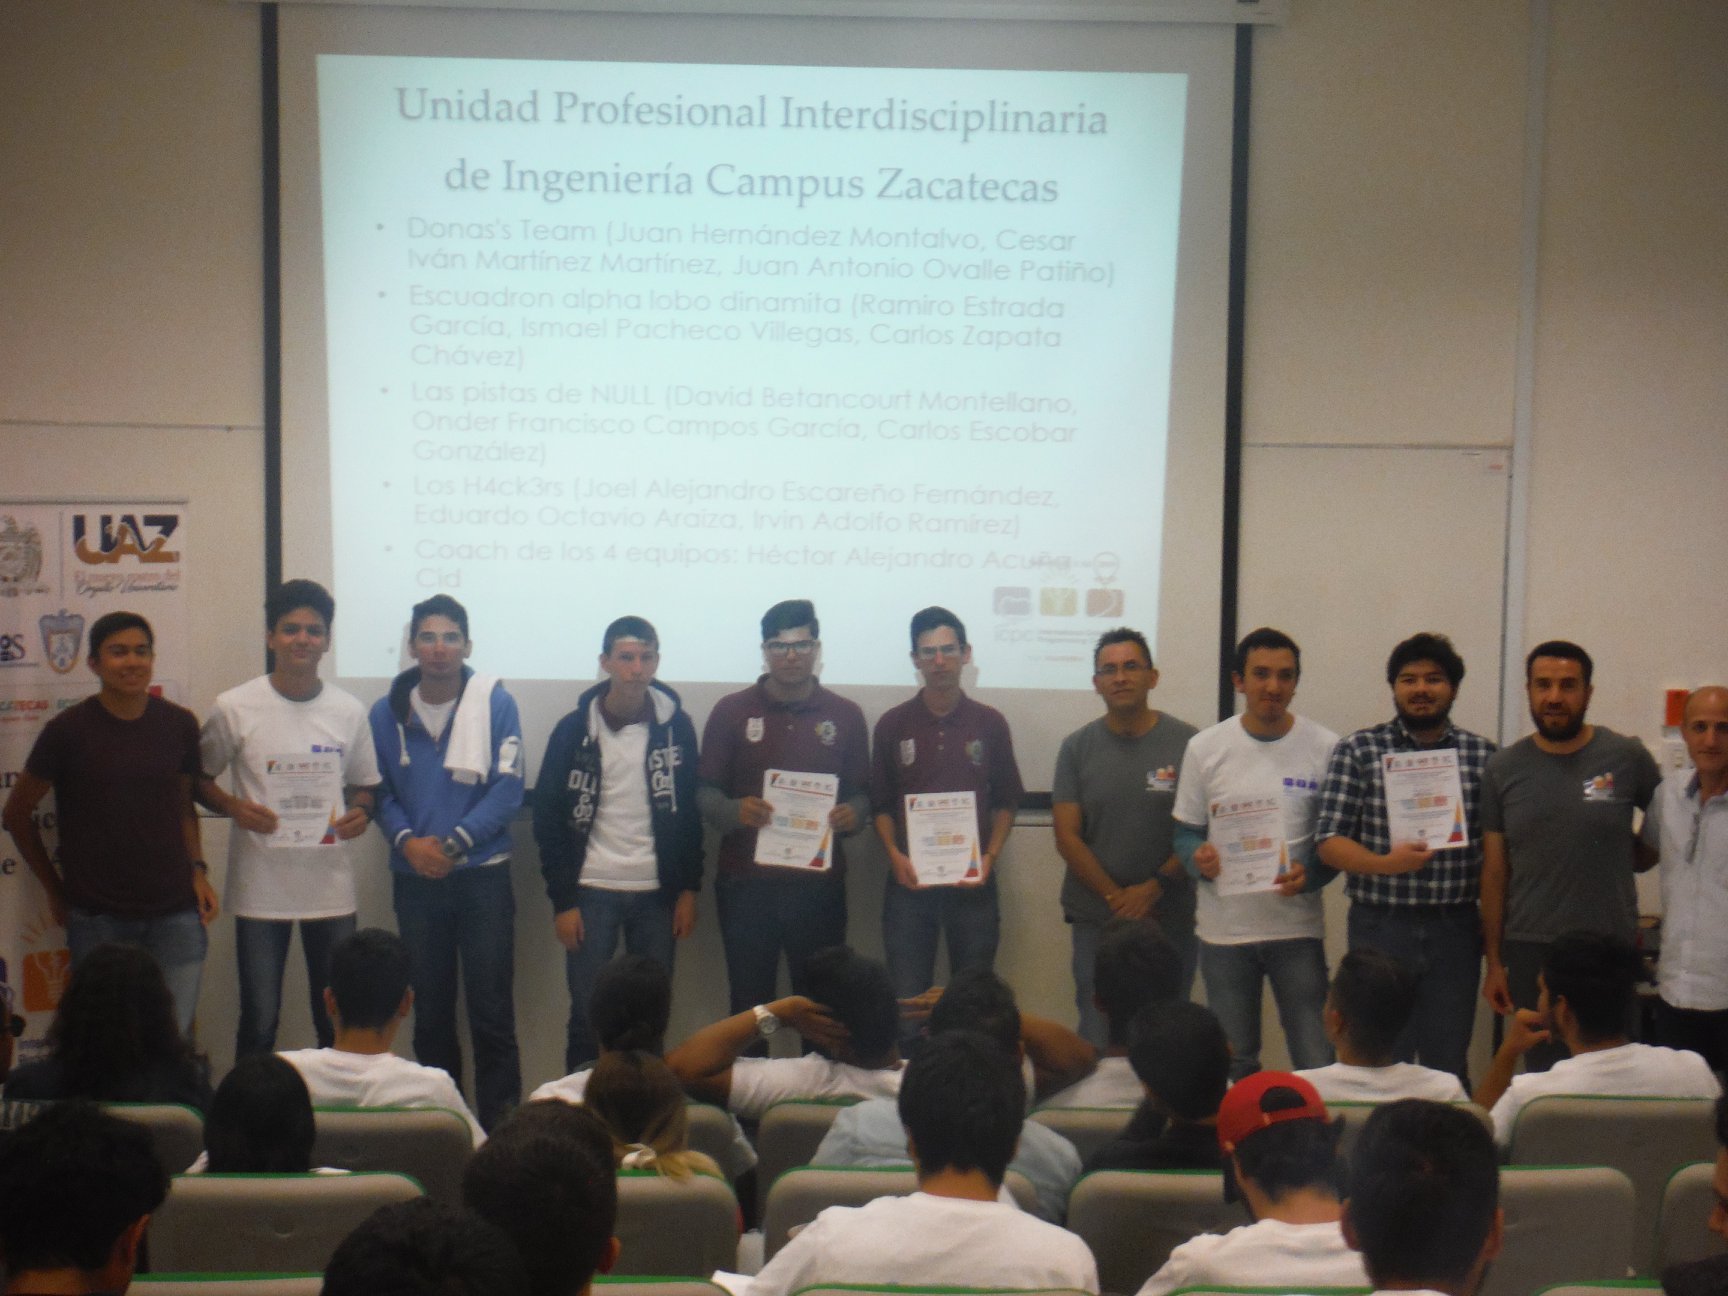 Unidad Profesional Interdisciplinaria
de Ingeniería Campus Zacatecas
• Donas's Team (Juan Hernández Montalvo, Cesar
Iván Martínez Martínez, Juan Antonio Ovalle Patiño)
• Escuadron alpha lobo dinamita (Ramiro Estrada
García, Ismael Pacheco Villegas, Carlos Zapata
Chávez)
• Las pistas de NULL (David Betancourt Montellano,
Onder Francisco Campos García, Carlos Escobar
González)
• Los H4ck3rs (Joel Alejandro Escareño Fernández,
Eduardo Octavio Araiza, Irvin Adolfo Ramírez)
• Coach de los 4 equipos: Héctor Alejandro Acuña
Cid
UAZ